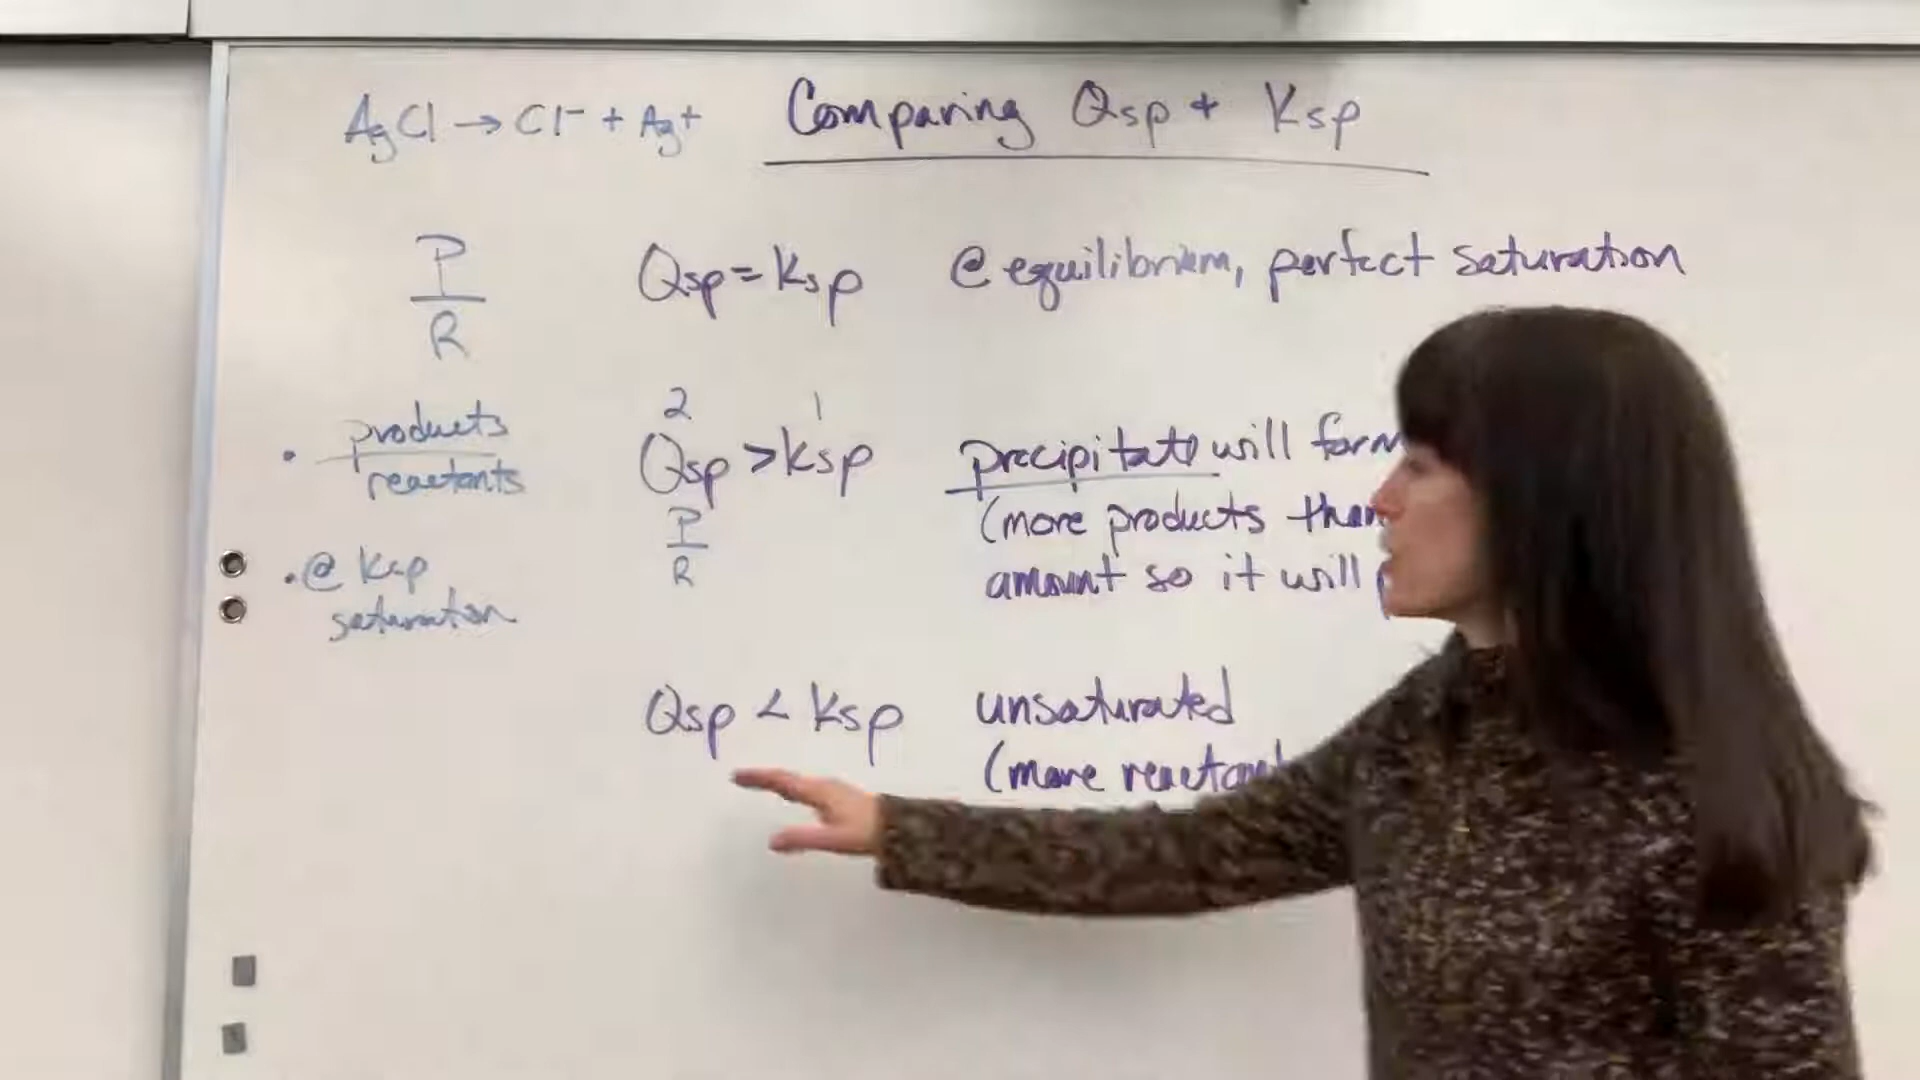 AgCl → Cl⁻ + Ag⁺
Comparing Qsp + Ksp
P
R
Qsp = Ksp
@ equilibrium, perfect saturation
• products
reactants
2 1
Qsp > Ksp
P
R
precipitate will form
(more products than
amount so it will
• @ Ksp
saturation
Qsp < Ksp
unsaturated
(more reactant